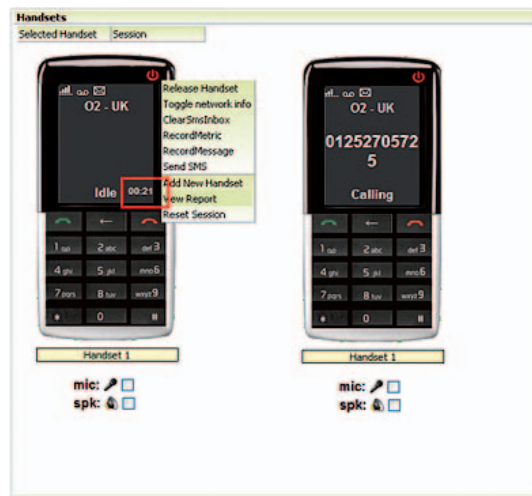 Handsets
Selected Handset Session
O2 - UK
Idle 00:21
Release Handset
Toggle network info
ClearSmsInbox
RecordMetric
RecordMessage
Send SMS
Add New Handset
View Report
Reset Session
1
2 abc
def 3
4 ghi
5 jkl
mno 6
7 pqrs
8 tuv
wxyz 9
*
0
#
Handset 1
mic:
spk:
O2 - UK
0125270572
5
Calling
1
2 abc
def 3
4 ghi
5 jkl
mno 6
7 pqrs
8 tuv
wxyz 9
*
0
#
Handset 1
mic:
spk: